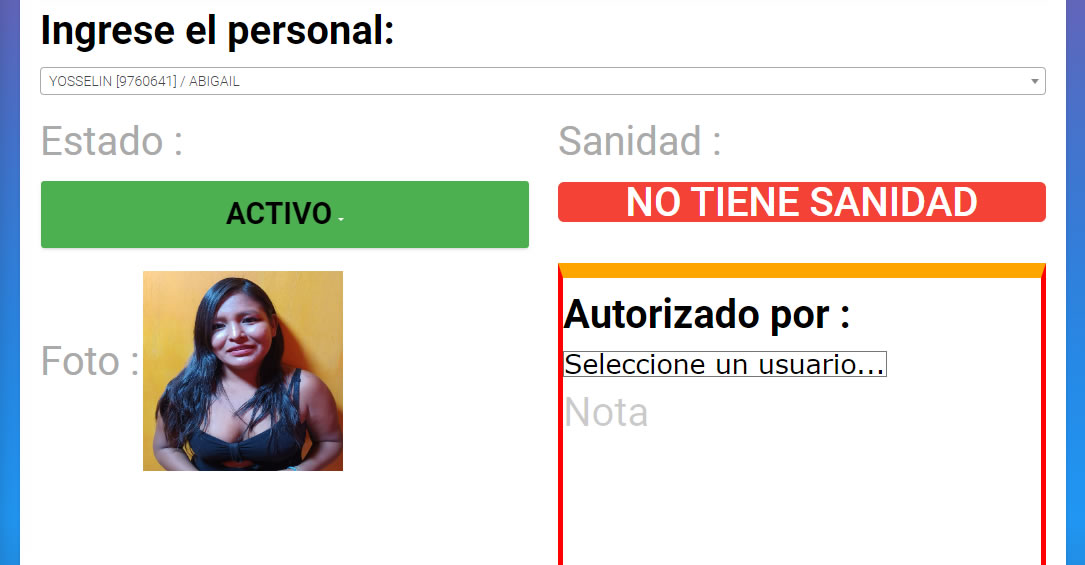 Ingrese el personal:
YOSSELIN [9760641] / ABIGAIL
Estado :
Sanidad :
ACTIVO
NO TIENE SANIDAD
Foto :
Autorizado por :
Seleccione un usuario...
Nota